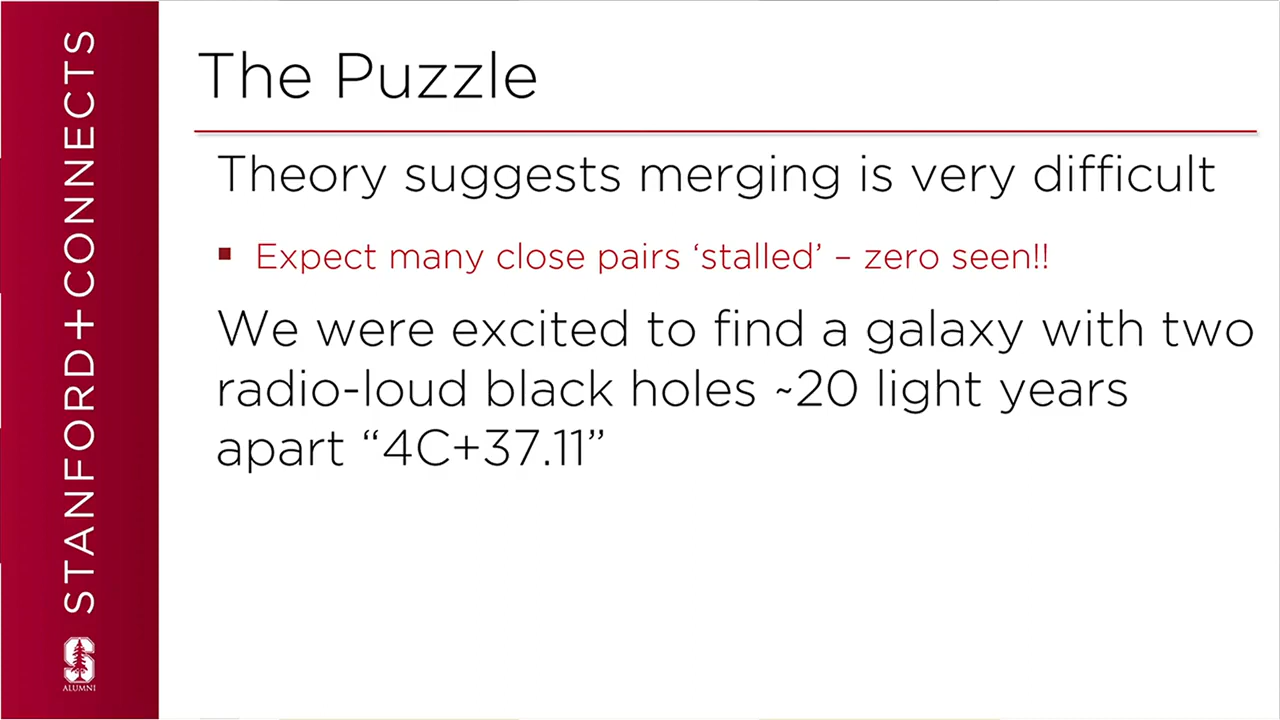 STANFORD+CONNECTS
S
ALUMNI
The Puzzle
Theory suggests merging is very difficult
▪ Expect many close pairs ‘stalled’ – zero seen!!
We were excited to find a galaxy with two
radio-loud black holes ~20 light years
apart “4C+37.11”